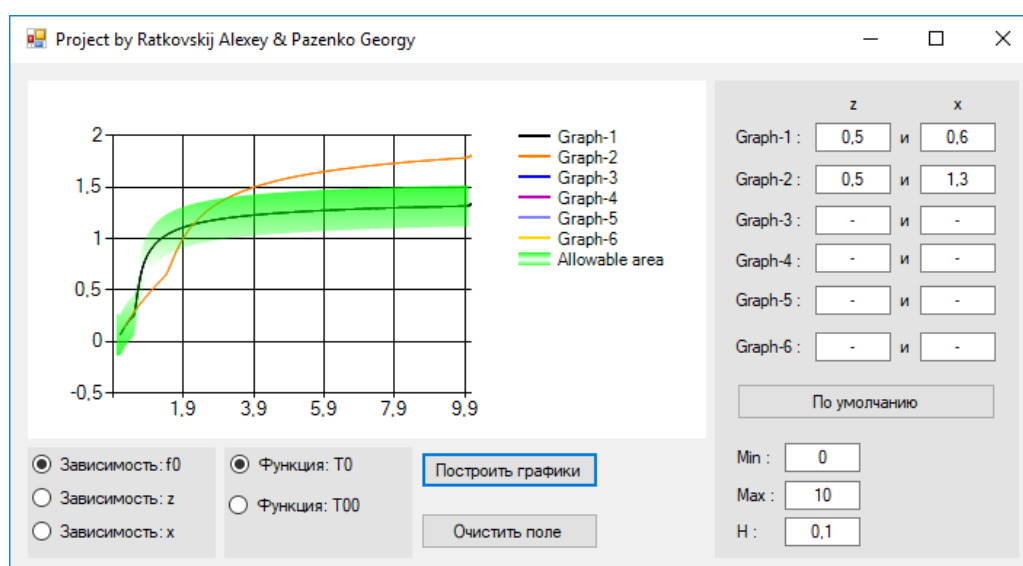 Project by Ratkovskij Alexey & Pazenko Georgy
2
1.5
1
0,5
0
-0.5
1,9 3,9 5,9 7,9 9,9
Graph-1
Graph-2
Graph-3
Graph-4
Graph-5
Graph-6
Allowable area
z x
Graph-1 : 0,5 и 0,6
Graph-2 : 0,5 и 1,3
Graph-3 : - и -
Graph-4 : - и -
Graph-5 : - и -
Graph-6 : - и -
По умолчанию
Min : 0
Max : 10
H : 0,1
Зависимость: f0
Зависимость: z
Зависимость: x
Функция: T0
Функция: T00
Построить графики
Очистить поле